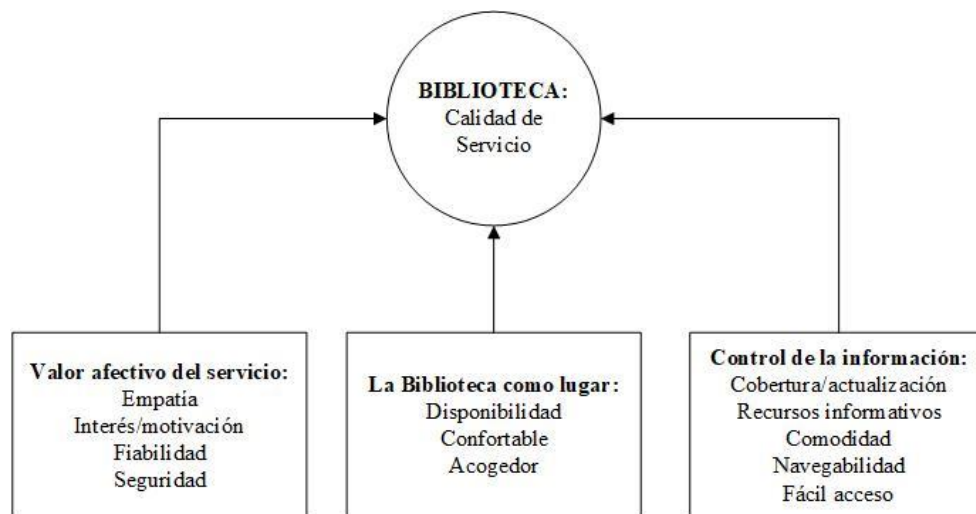 BIBLIOTECA:
Calidad de
Servicio
Valor afectivo del servicio:
Empatía
Interés/motivación
Fiabilidad
Seguridad
La Biblioteca como lugar:
Disponibilidad
Confortable
Acogedor
Control de la información:
Cobertura/actualización
Recursos informativos
Comodidad
Navegabilidad
Fácil acceso